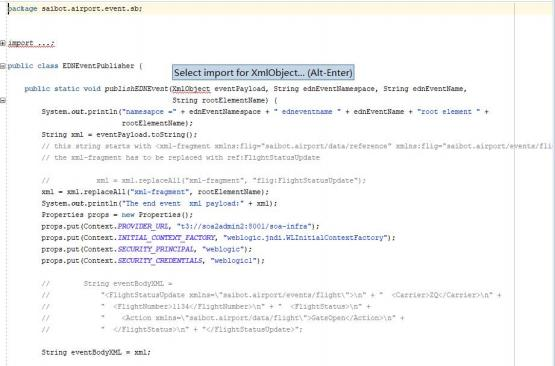 package saibot.airport.event.sb;
import ...;
public class EDNEventPublisher {
Select import for XmlObject... (Alt-Enter)
public static void publishEDNEvent(XmlObject eventPayload, String ednEventNamespace, String ednEventName,
String rootElementName) {
System.out.println("namesapce =" + ednEventNamespace + " edneventname " + ednEventName + "root element " +
rootElementName);
String xml = eventPayload.toString();
// this string starts with <xml-fragment xmlns:flig="saibot.airport/data/reference" xmlns:flig="saibot.airport/events/fli
// the xml-fragment has to be replaced with ref:FlightStatusUpdate
// xml = xml.replaceAll("xml-fragment", "flig:FlightStatusUpdate");
xml = xml.replaceAll("xml-fragment", rootElementName);
System.out.println("The end event xml payload:" + xml);
Properties props = new Properties();
props.put(Context.PROVIDER_URL, "t3://soa2admin2:8001/soa-infra");
props.put(Context.INITIAL_CONTEXT_FACTORY, "weblogic.jndi.WLInitialContextFactory");
props.put(Context.SECURITY_PRINCIPAL, "weblogic");
props.put(Context.SECURITY_CREDENTIALS, "weblogic1");
// String eventBodyXML =
// "<FlightStatusUpdate xmlns=\"saibot.airport/events/flight\">\n" + " <Carrier>ZQ</Carrier>\n" +
// " <FlightNumber>1134</FlightNumber>\n" + " <FlightStatus>\n" +
// " <Action xmlns=\"saibot.airport/data/flight\">GateOpen</Action>\n" +
// " </FlightStatus>\n" + "</FlightStatusUpdate>";
String eventBodyXML = xml;